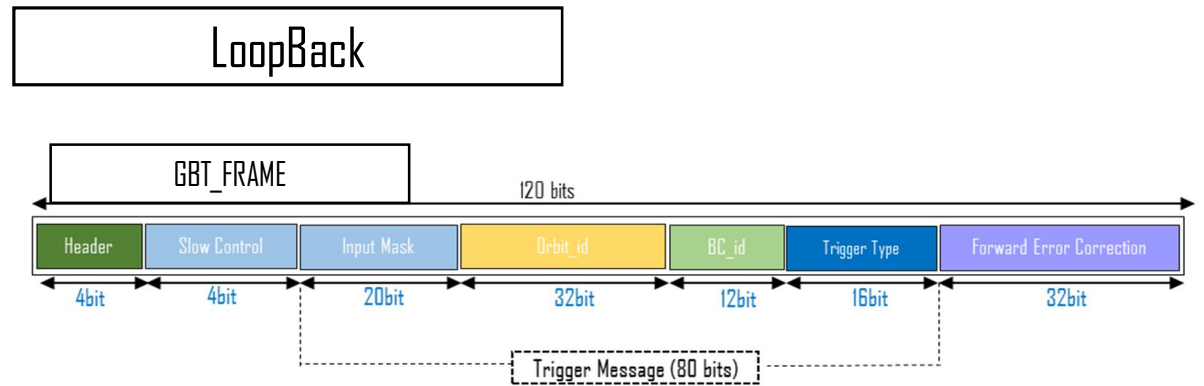 LoopBack
GBT_FRAME
120 bits
Header Slow Control Input Mask Orbit_id BC_id Trigger Type Forward Error Correction
4bit 4bit 20bit 32bit 12bit 16bit 32bit
Trigger Message (80 bits)